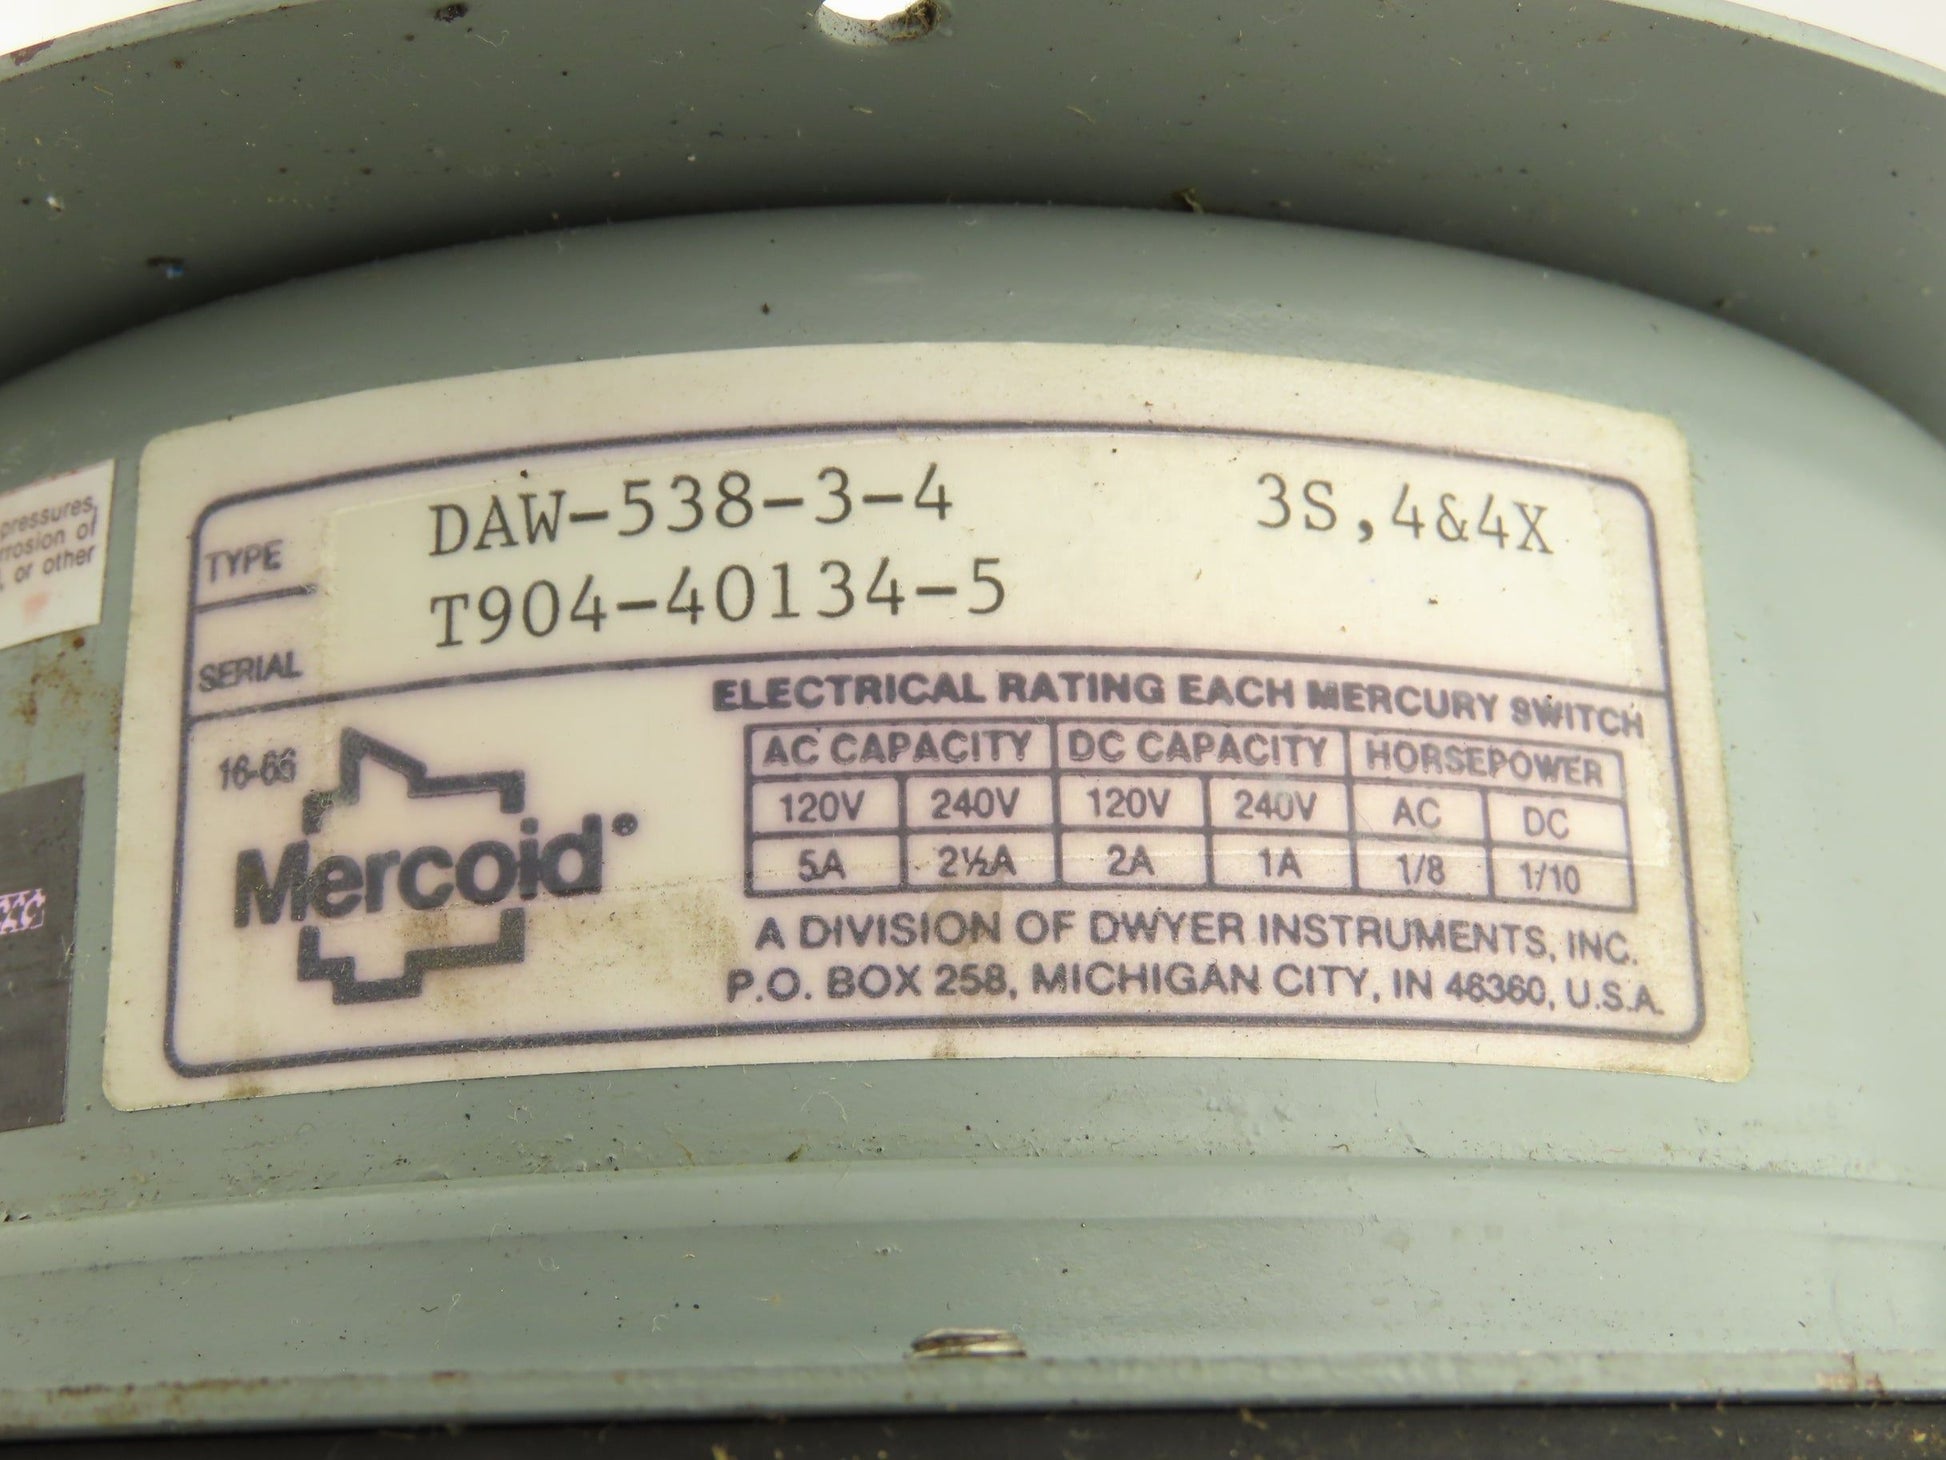 pressures,
of
or other
TYPE DAW-538-3-4 3S,4&4X
SERIAL T904-40134-5
16-66
Mercoid®
ELECTRICAL RATING EACH MERCURY SWITCH
AC CAPACITY DC CAPACITY HORSEPOWER
120V 240V 120V 240V AC DC
5A 2½A 2A 1A 1/8 1/10
A DIVISION OF DWYER INSTRUMENTS, INC.
P.O. BOX 258, MICHIGAN CITY, IN 46360, U.S.A.